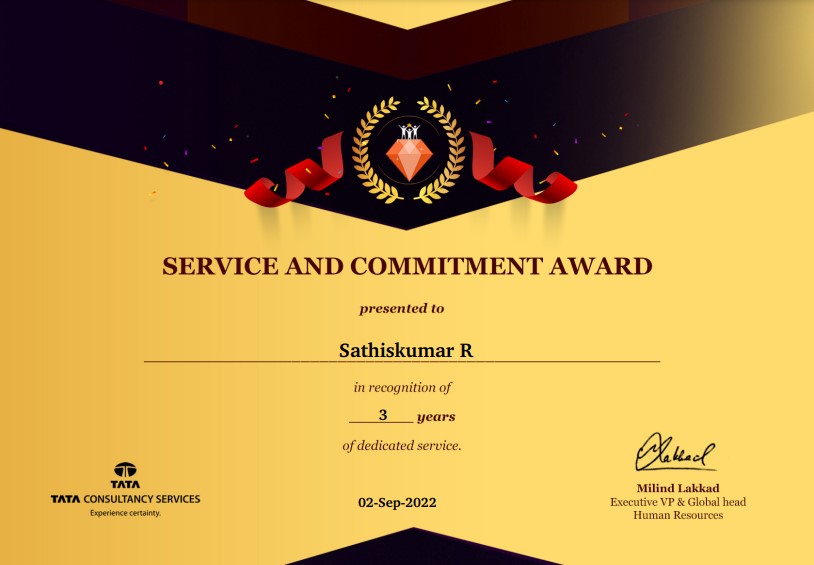 SERVICE AND COMMITMENT AWARD
presented to
Sathiskumar R
in recognition of
3 years
of dedicated service.
TATA
TATA CONSULTANCY SERVICES
Experience certainty.
02-Sep-2022
Lakkad
Milind Lakkad
Executive VP & Global head
Human Resources